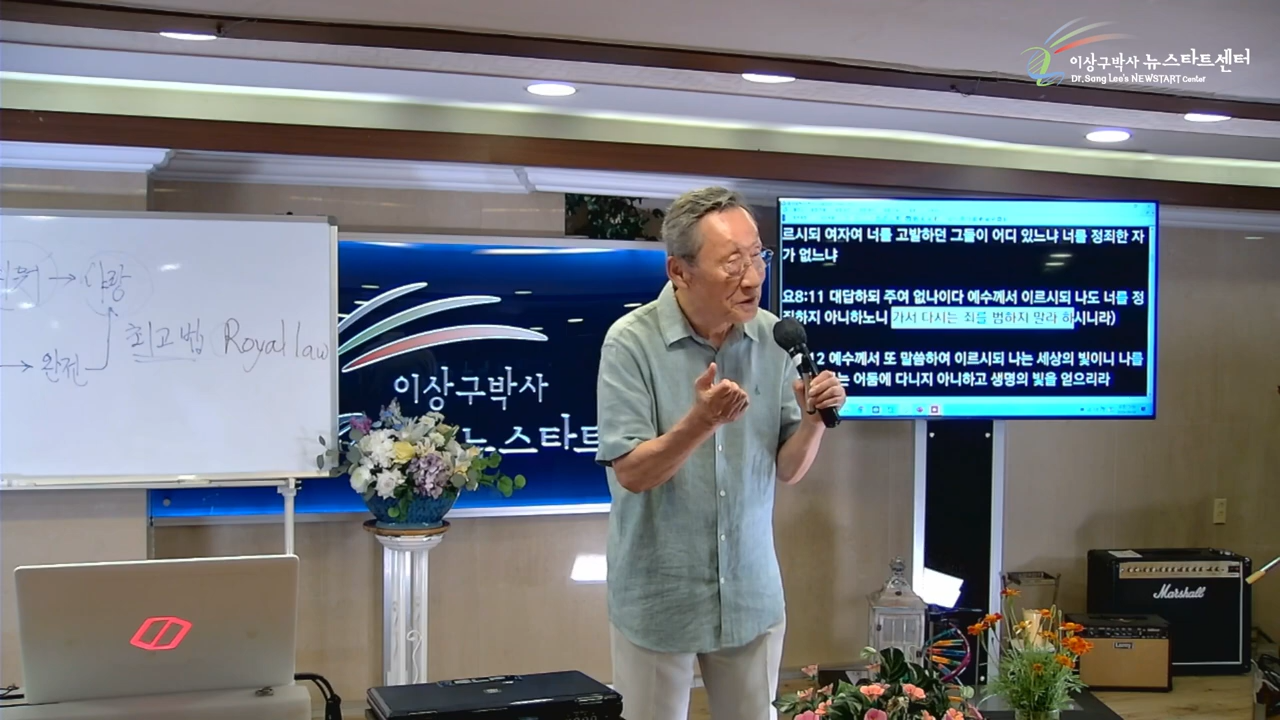 이상구박사 뉴스타트센터
Dr. Sang Lee's NEWSTART Center
르시되 여자여 너를 고발하던 그들이 어디 있느냐 너를 정죄한 자
가 없느냐
요8:11 대답하되 주여 없나이다 예수께서 이르시되 나도 너를 정
죄하지 아니하노니 가서 다시는 죄를 범하지 말라 하시니라)
12 예수께서 또 말씀하여 이르시되 나는 세상의 빛이니 나를
는 어둠에 다니지 아니하고 생명의 빛을 얻으리라
→ 사랑
최고법 Royal law
→ 완전
이상구박사
뉴스타트
Marshall
Laney